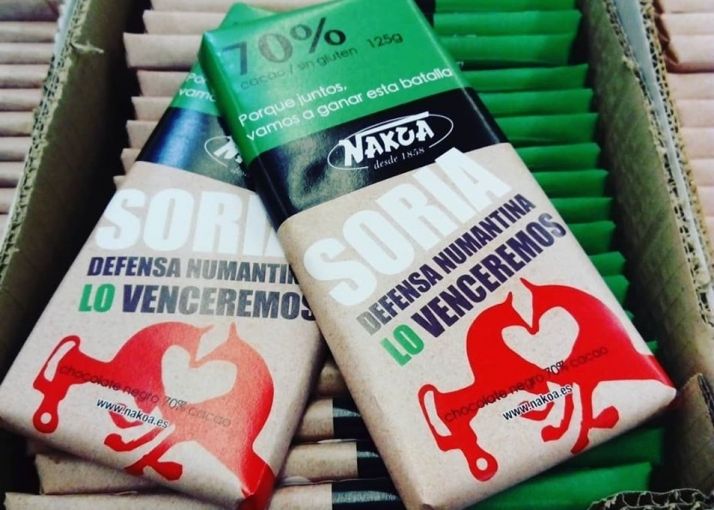 70%
cacao / sin gluten 125g
Porque juntos,
vamos a ganar esta batalla
NAKOA
desde 1858
SORIA
DEFENSA NUMANTINA
LO VENCEREMOS
chocolate negro 70% cacao
www.nakoa.es
SORIA
DEFENSA NUMANTINA
LO VENCEREMOS
chocolate negro 70% cacao
www.nakoa.es